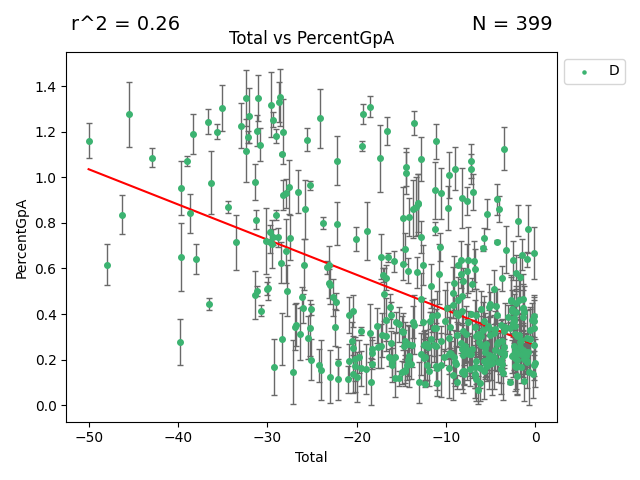 r^2 = 0.26
N = 399
Total vs PercentGpA
D
PercentGpA
1.4
1.2
1.0
0.8
0.6
0.4
0.2
0.0
−50
−40
−30
−20
−10
0
Total